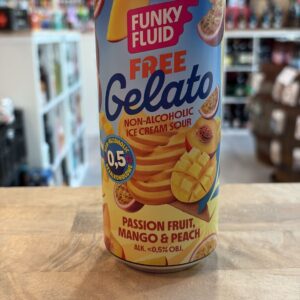 FUNKY
FLUID
FREE
Gelato
NON-ALCOHOLIC
ICE CREAM SOUR
0,5
PASSION FRUIT,
MANGO & PEACH
ALK. <0,5% OBJ.